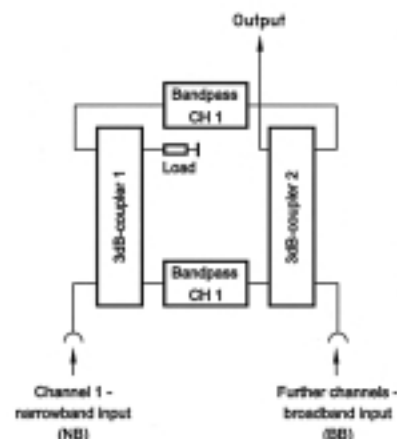 Output
Bandpass
CH 1
Load
3dB-coupler 1
3dB-coupler 2
Bandpass
CH 1
Channel 1 -
narrowband input
(NB)
Further channels -
broadband input
(BB)